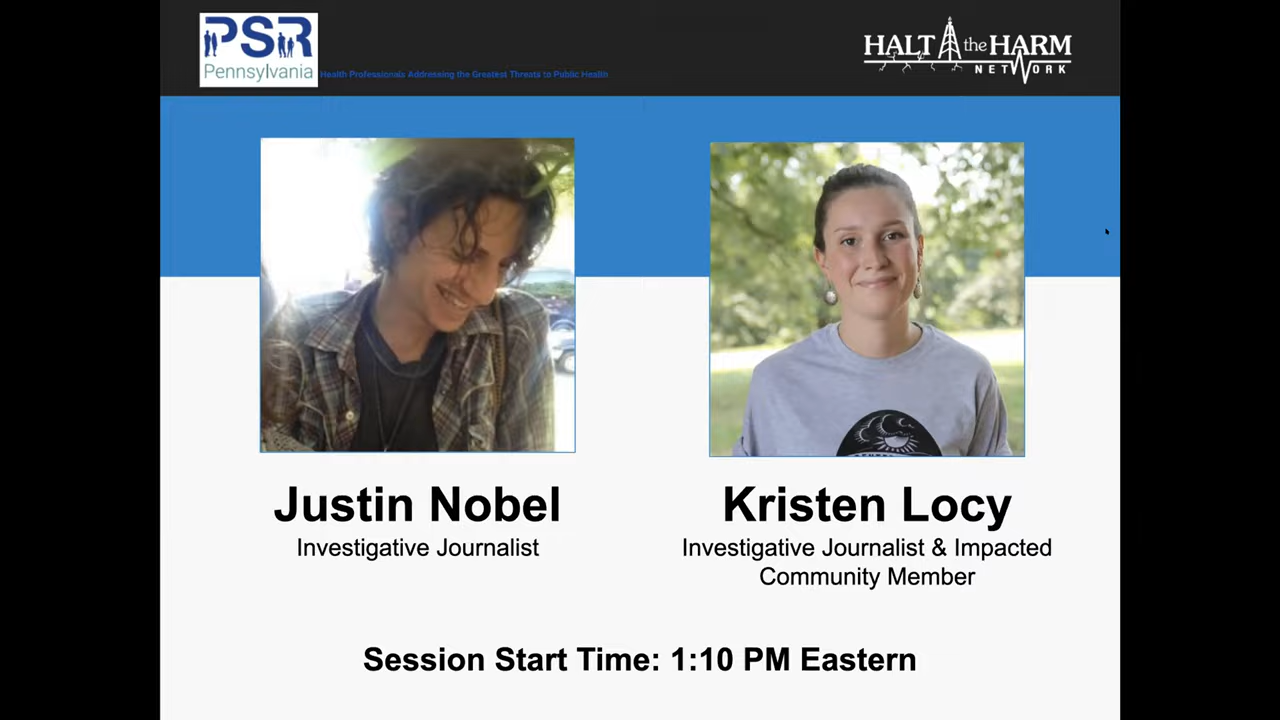 PSR
Pennsylvania
Health Professionals Addressing the Greatest Threats to Public Health
HALT the HARM
NETWORK
Justin Nobel
Investigative Journalist
Kristen Locy
Investigative Journalist & Impacted
Community Member
Session Start Time: 1:10 PM Eastern